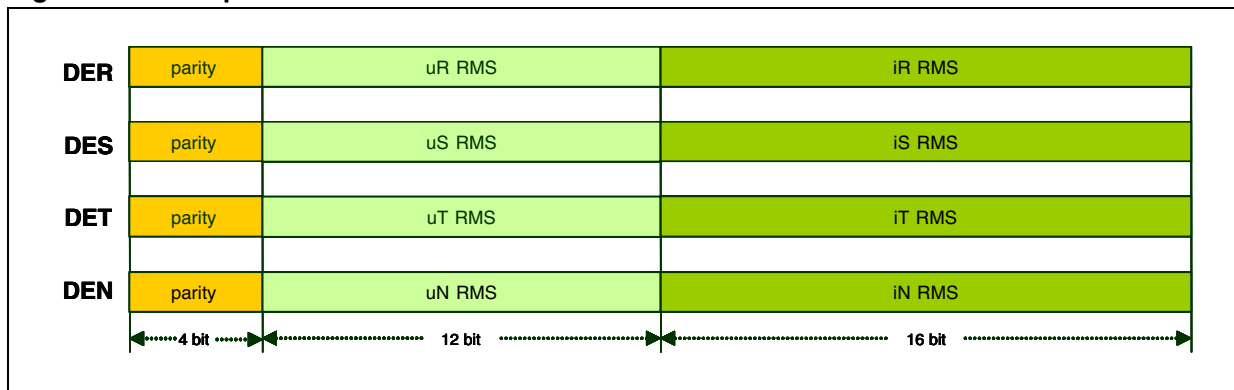 DER parity uR RMS iR RMS
DES parity uS RMS iS RMS
DET parity uT RMS iT RMS
DEN parity uN RMS iN RMS
4 bit 12 bit 16 bit